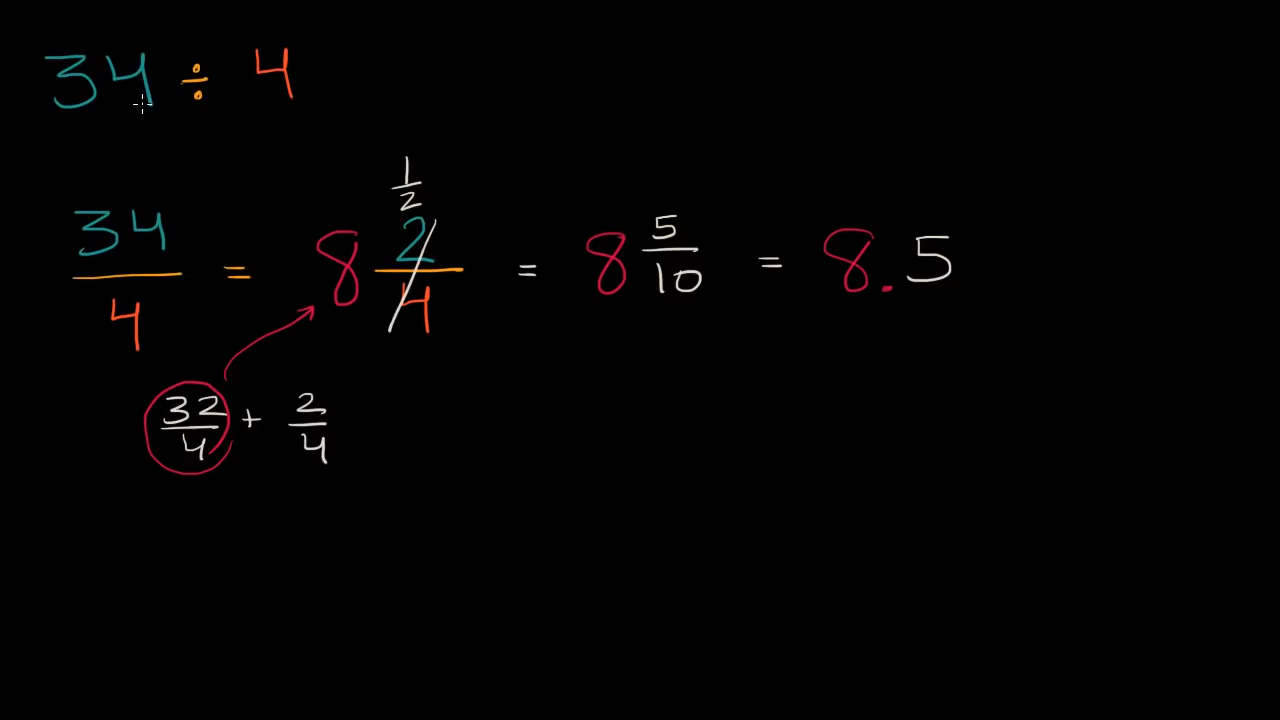 34 ÷ 4
34/4 = 8 2/4 1/2 = 8 5/10 = 8.5
32/4 + 2/4